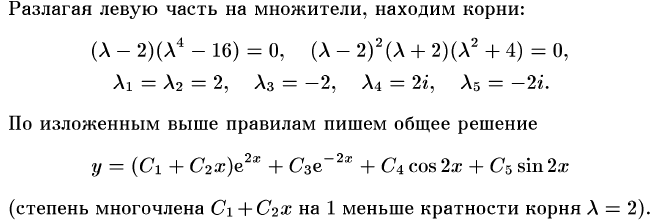 Разлагая левую часть на множители, находим корни:
(λ − 2)(λ⁴ − 16) = 0, (λ − 2)²(λ + 2)(λ² + 4) = 0,
λ₁ = λ₂ = 2, λ₃ = −2, λ₄ = 2i, λ₅ = −2i.
По изложенным выше правилам пишем общее решение
y = (C₁ + C₂x)e²ˣ + C₃e⁻²ˣ + C₄ cos 2x + C₅ sin 2x
(степень многочлена C₁ + C₂x на 1 меньше кратности корня λ = 2).